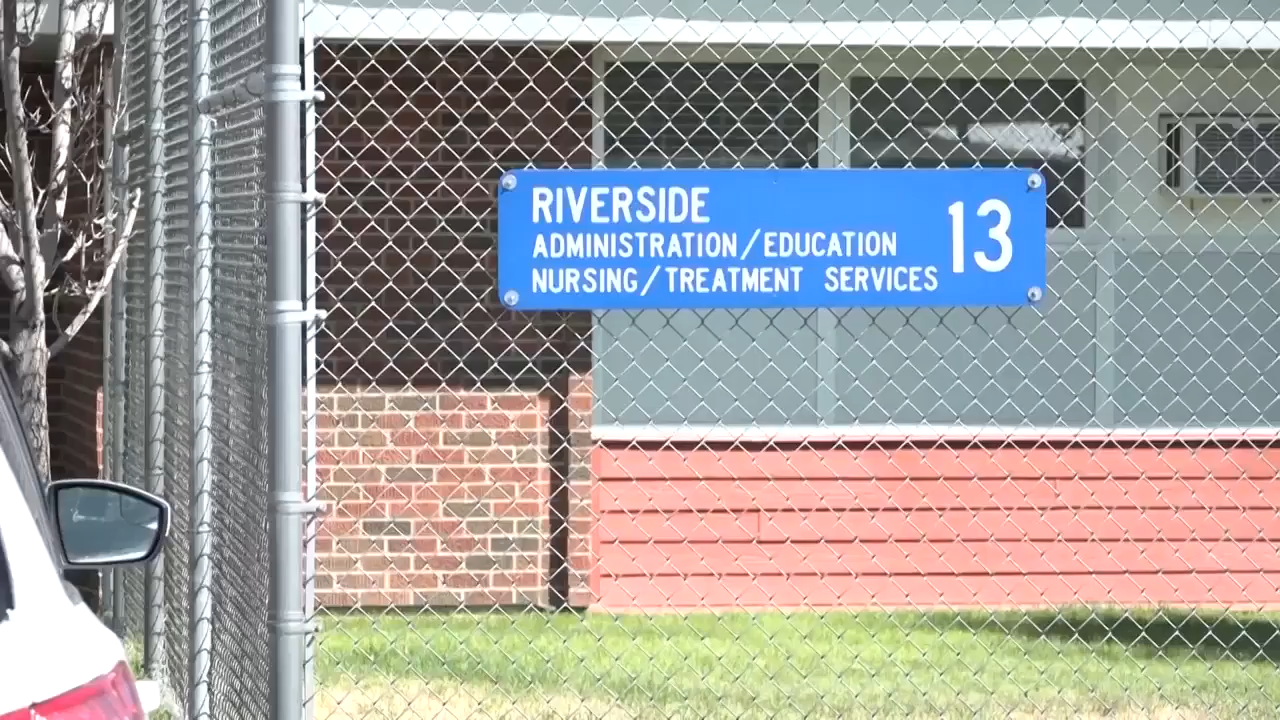 RIVERSIDE
ADMINISTRATION/EDUCATION
NURSING/TREATMENT SERVICES
13